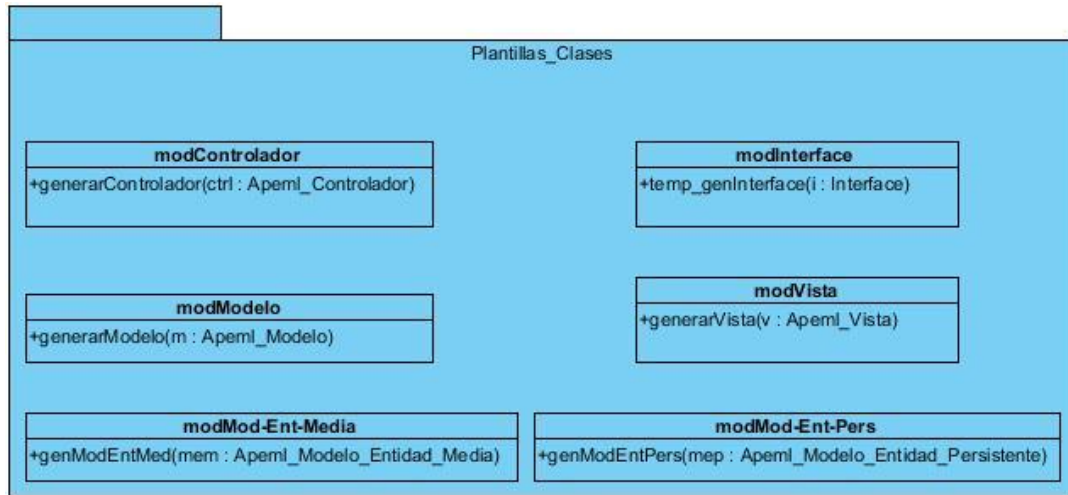 Plantillas_Clases
modControlador
+generarControlador(ctrl : Apeml_Controlador)
modInterface
+temp_genInterface(i : Interface)
modModelo
+generarModelo(m : Apeml_Modelo)
modVista
+generarVista(v : Apeml_Vista)
modMod-Ent-Media
+genModEntMed(mem : Apeml_Modelo_Entidad_Media)
modMod-Ent-Pers
+genModEntPers(mep : Apeml_Modelo_Entidad_Persistente)